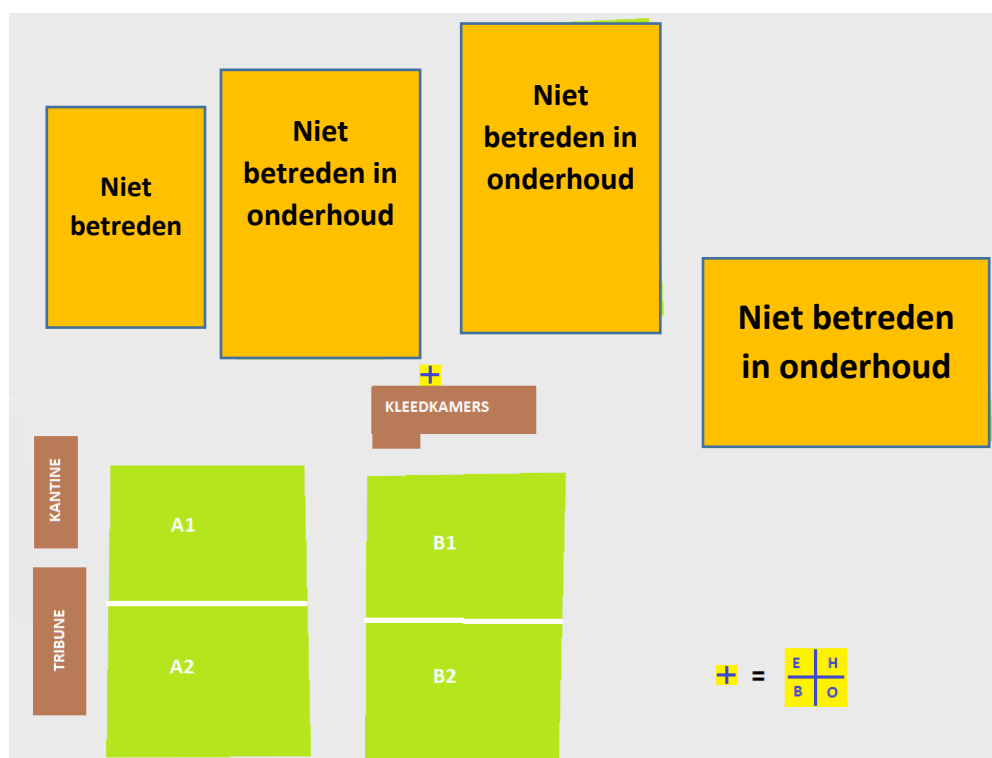 Niet
betreden
Niet
betreden in
onderhoud
Niet
betreden in
onderhoud
Niet betreden
in onderhoud
KLEEDKAMERS
KANTINE
TRIBUNE
A1
A2
B1
B2
+ =
E H
B O